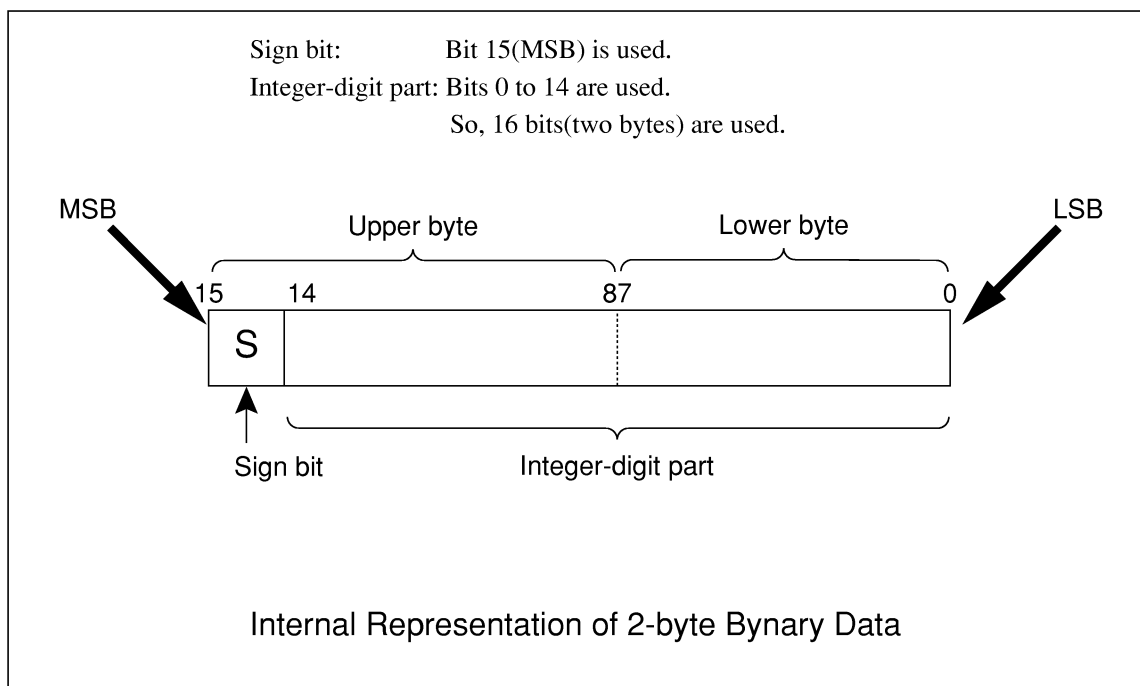 Sign bit: Bit 15(MSB) is used.
Integer-digit part: Bits 0 to 14 are used.
So, 16 bits(two bytes) are used.
MSB LSB
Upper byte Lower byte
15 14 87 0
S
Sign bit Integer-digit part
Internal Representation of 2-byte Bynary Data